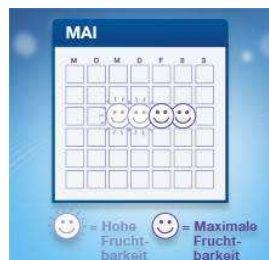 MAI
M D M D F S S
= Hohe
Frucht-
barkeit
= Maximale
Frucht-
barkeit